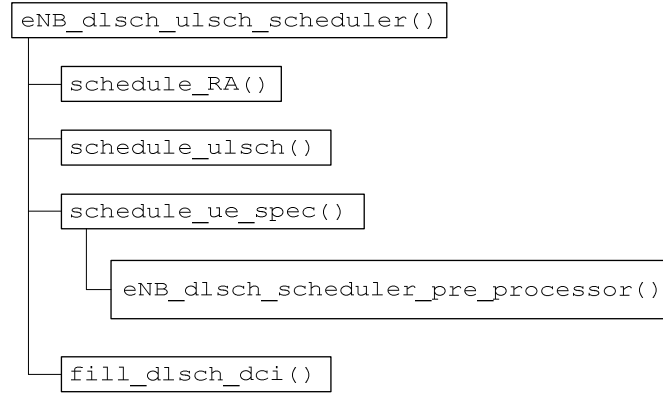 eNB_dlsch_ulsch_scheduler()
schedule_RA()
schedule_ulsch()
schedule_ue_spec()
eNB_dlsch_scheduler_pre_processor()
fill_dlsch_dci()